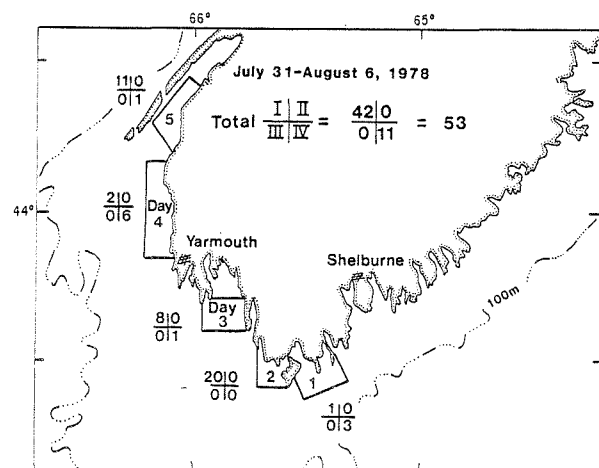 66°
65°
July 31-August 6, 1978
11|0
0|1
5
Total I|II = 42|0 = 53
III|IV 0|11
2|0
0|6
44°
Day
4
Yarmouth
Shelburne
100m
Day
3
8|0
0|1
20|0
0|0
2
1
1|0
0|3